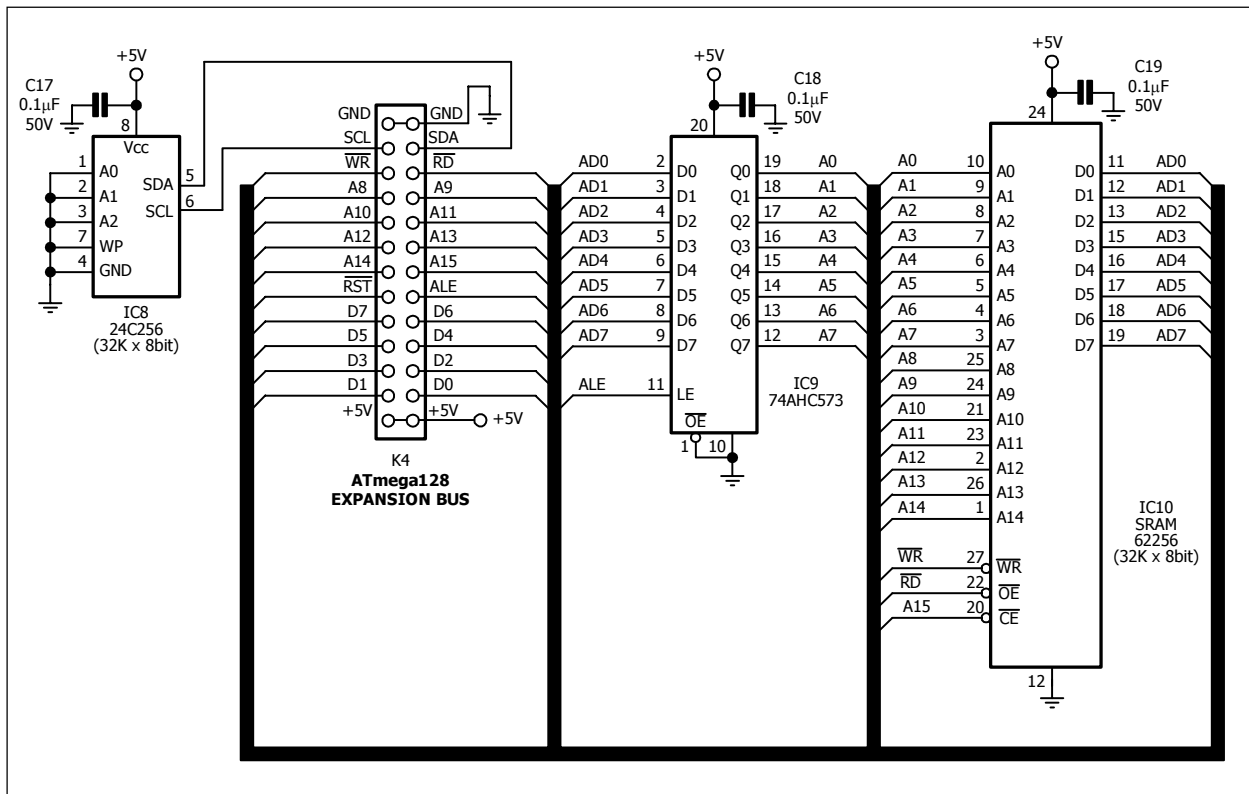 +5V
C17
0.1µF
50V
8
Vcc
1 A0
2 A1
3 A2
7 WP
4 GND
SDA 5
SCL 6
IC8
24C256
(32K x 8bit)
GND GND
SCL SDA
WR RD
A8 A9
A10 A11
A12 A13
A14 A15
RST ALE
D7 D6
D5 D4
D3 D2
D1 D0
+5V +5V +5V
K4
ATmega128
EXPANSION BUS
+5V
C18
0.1µF
50V
20
AD0 2 D0 Q0 19 A0
AD1 3 D1 Q1 18 A1
AD2 4 D2 Q2 17 A2
AD3 5 D3 Q3 16 A3
AD4 6 D4 Q4 15 A4
AD5 7 D5 Q5 14 A5
AD6 8 D6 Q6 13 A6
AD7 9 D7 Q7 12 A7
ALE 11 LE
OE
1 10
IC9
74AHC573
+5V
C19
0.1µF
50V
24
A0 10 A0 D0 11 AD0
A1 9 A1 D1 12 AD1
A2 8 A2 D2 13 AD2
A3 7 A3 D3 15 AD3
A4 6 A4 D4 16 AD4
A5 5 A5 D5 17 AD5
A6 4 A6 D6 18 AD6
A7 3 A7 D7 19 AD7
A8 25 A8
A9 24 A9
A10 21 A10
A11 23 A11
A12 2 A12
A13 26 A13
A14 1 A14
WR 27 WR
RD 22 OE
A15 20 CE
12
IC10
SRAM
62256
(32K x 8bit)